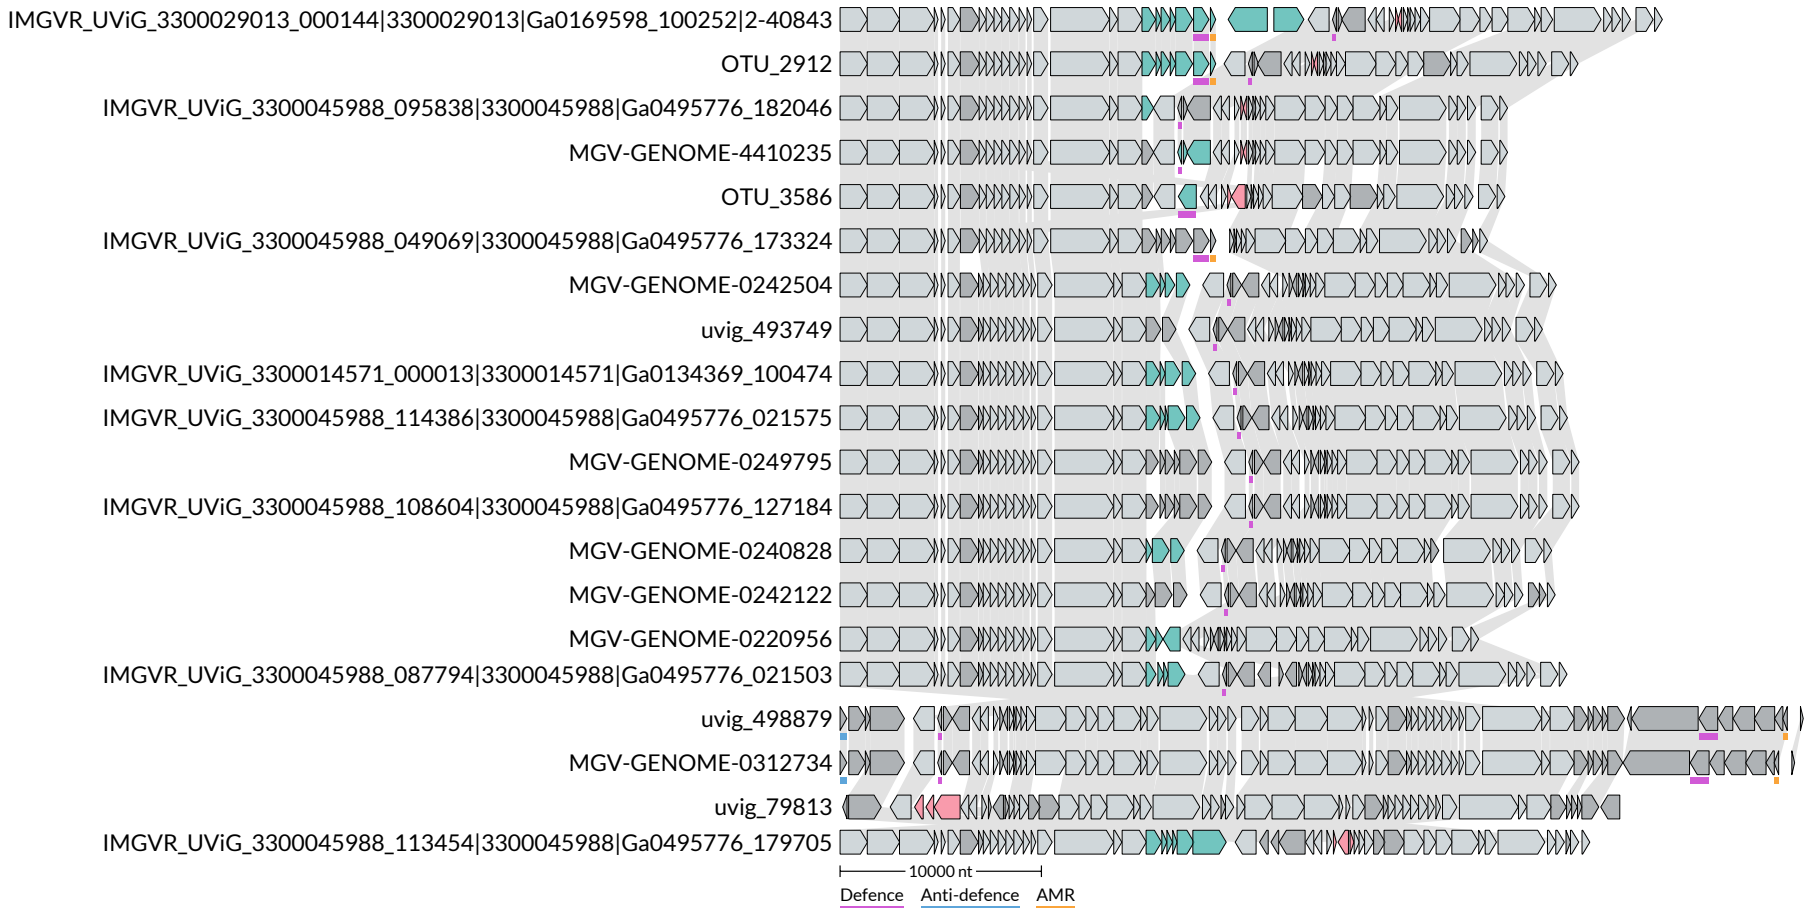 IMGVR_UViG_3300029013_000144|3300029013|Ga0169598_100252|2-40843
OTU_2912
IMGVR_UViG_3300045988_095838|3300045988|Ga0495776_182046
MGV-GENOME-4410235
OTU_3586
IMGVR_UViG_3300045988_049069|3300045988|Ga0495776_173324
MGV-GENOME-0242504
uvig_493749
IMGVR_UViG_3300014571_000013|3300014571|Ga0134369_100474
IMGVR_UViG_3300045988_114386|3300045988|Ga0495776_021575
MGV-GENOME-0249795
IMGVR_UViG_3300045988_108604|3300045988|Ga0495776_127184
MGV-GENOME-0240828
MGV-GENOME-0242122
MGV-GENOME-0220956
IMGVR_UViG_3300045988_087794|3300045988|Ga0495776_021503
uvig_498879
MGV-GENOME-0312734
uvig_79813
IMGVR_UViG_3300045988_113454|3300045988|Ga0495776_179705
10000 nt
Defence Anti-defence AMR